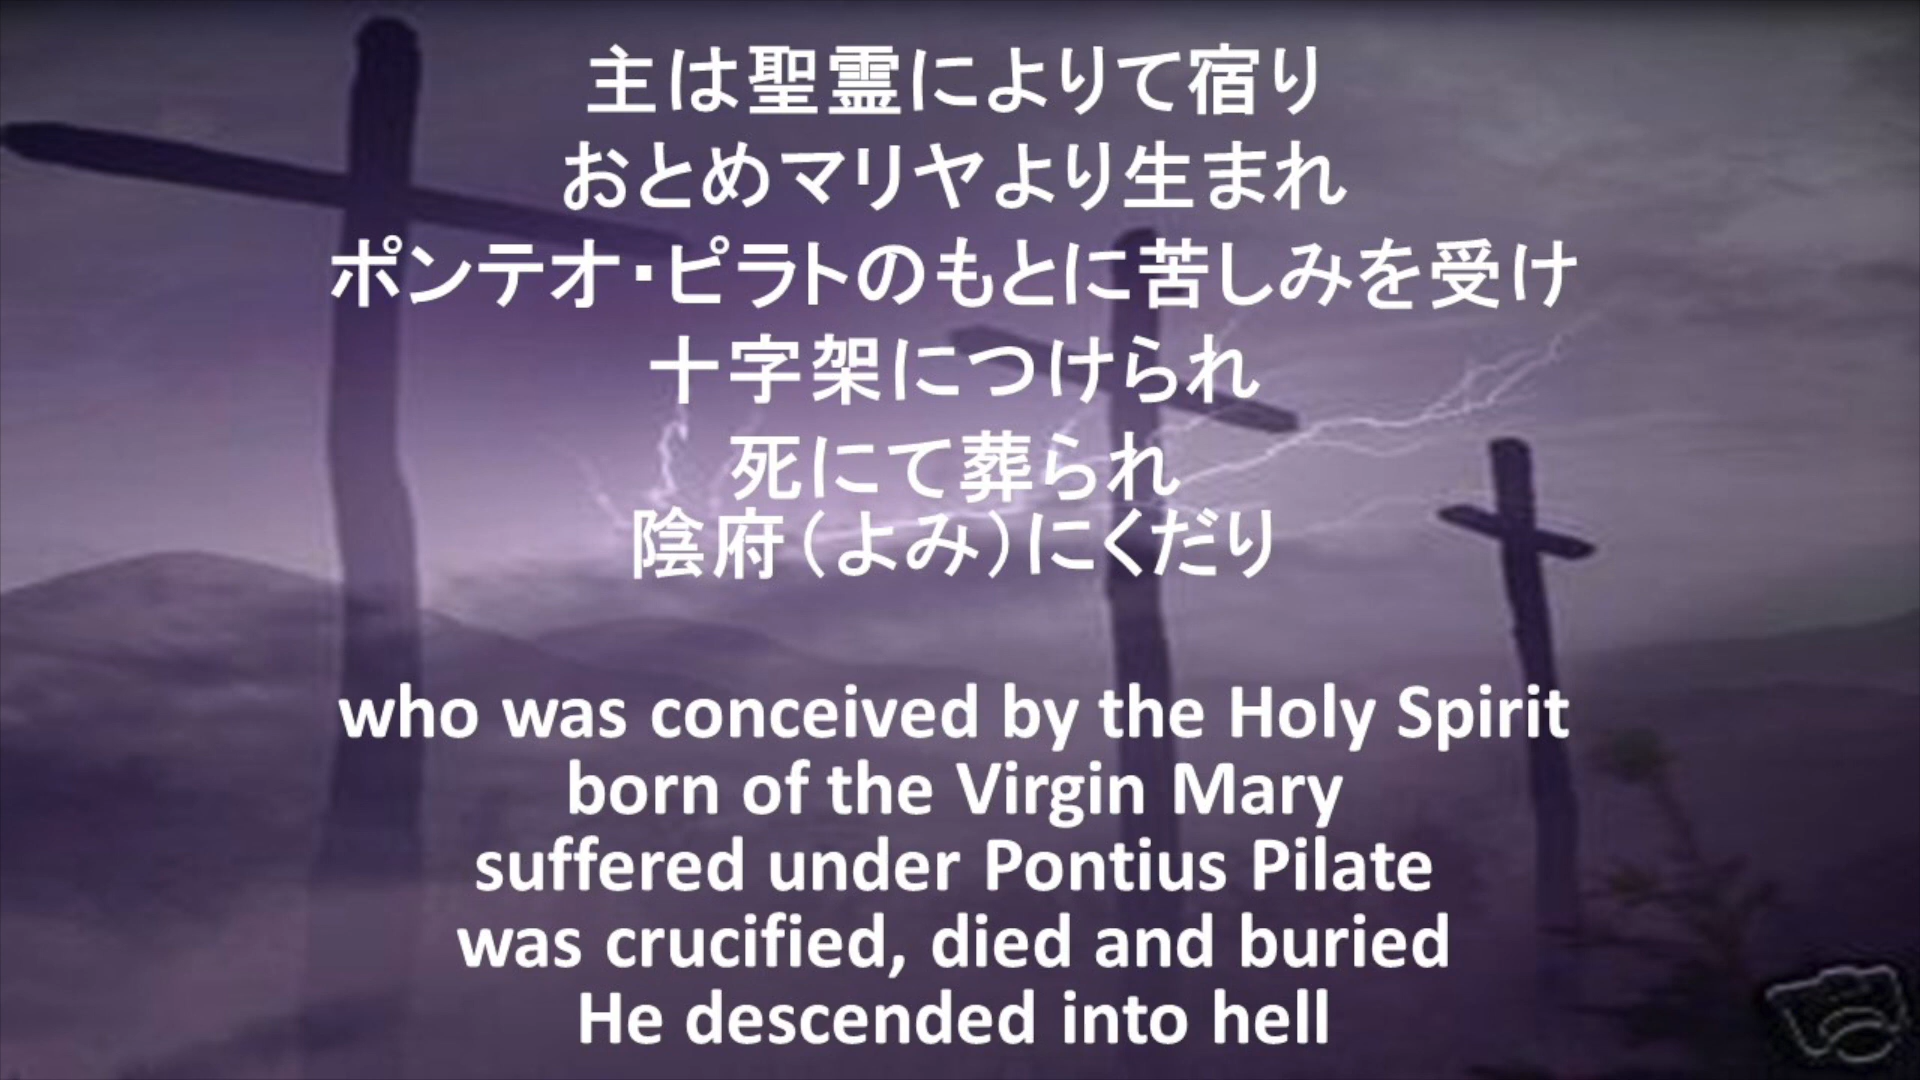 主は聖霊によりて宿り
おとめマリヤより生まれ
ポンテオ・ピラトのもとに苦しみを受け
十字架につけられ
死にて葬られ
陰府（よみ）にくだり
who was conceived by the Holy Spirit
born of the Virgin Mary
suffered under Pontius Pilate
was crucified, died and buried
He descended into hell